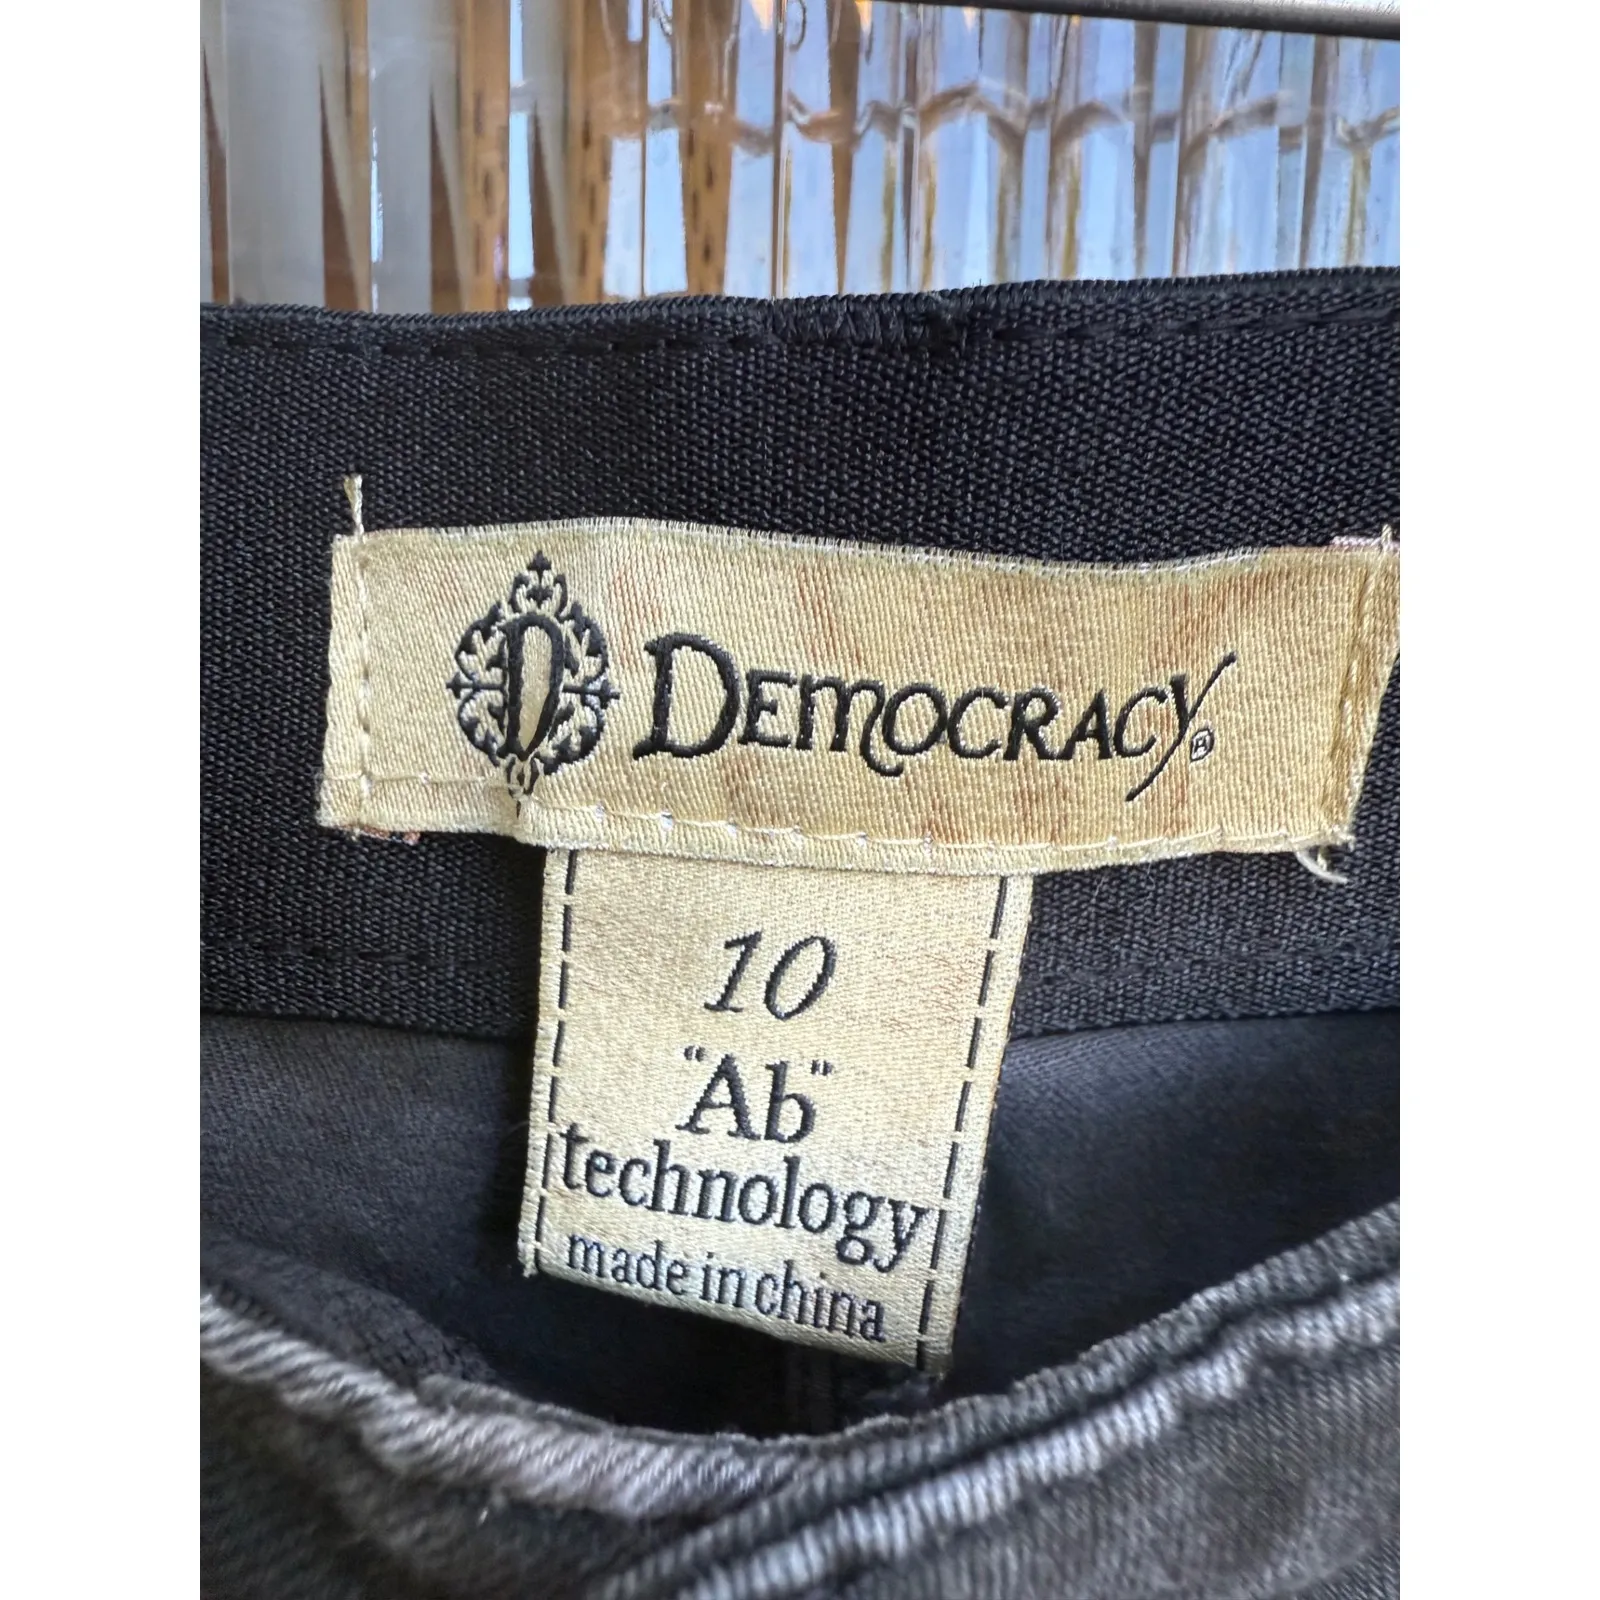 D DEMOCRACY®
10
"Ab"
technology
made in china